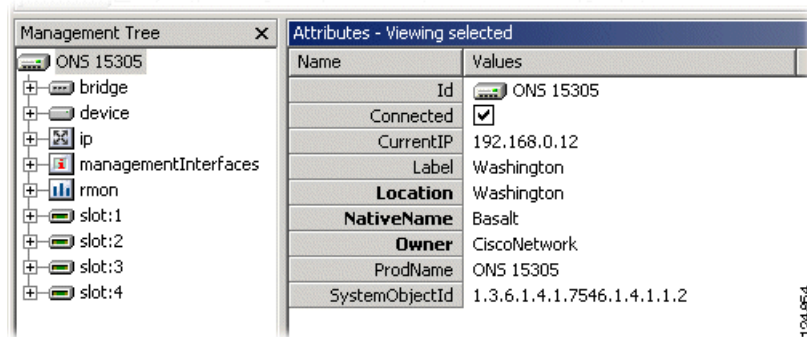 Management Tree X
ONS 15305
bridge
device
ip
managementInterfaces
rmon
slot:1
slot:2
slot:3
slot:4
Attributes - Viewing selected
Name Values
Id ONS 15305
Connected
CurrentIP 192.168.0.12
Label Washington
Location Washington
NativeName Basalt
Owner CiscoNetwork
ProdName ONS 15305
SystemObjectId 1.3.6.1.4.1.7546.1.4.1.1.2